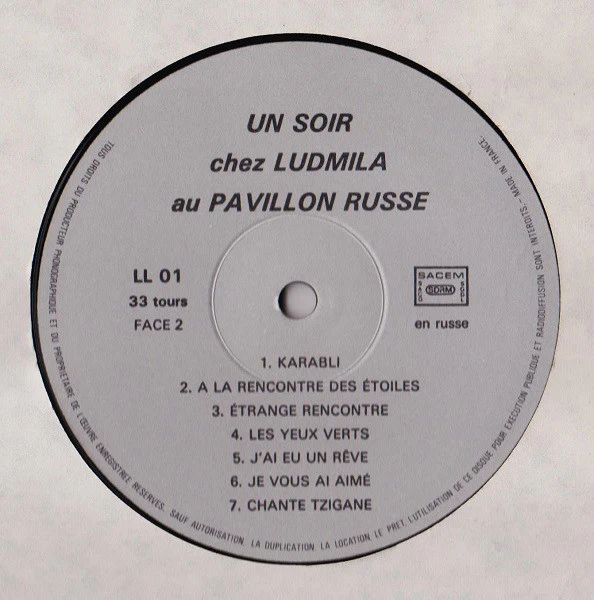 UN SOIR
chez LUDMILA
au PAVILLON RUSSE
LL 01
33 tours
FACE 2
SACEM
SACD SDRM SGDL
en russe
1. KARABLI
2. A LA RENCONTRE DES ÉTOILES
3. ÉTRANGE RENCONTRE
4. LES YEUX VERTS
5. J'AI EU UN RÊVE
6. JE VOUS AI AIMÉ
7. CHANTE TZIGANE
TOUS DROITS DU PRODUCTEUR PHONOGRAPHIQUE ET DU PROPRIETAIRE DE L'ŒUVRE ENREGISTREE RESERVES. SAUF AUTORISATION. LA DUPLICATION. LA LOCATION. LE PRET. L'UTILISATION DE CE DISQUE POUR EXECUTION PUBLIQUE ET RADIODIFFUSION SONT INTERDITS.- MADE IN FRANCE.